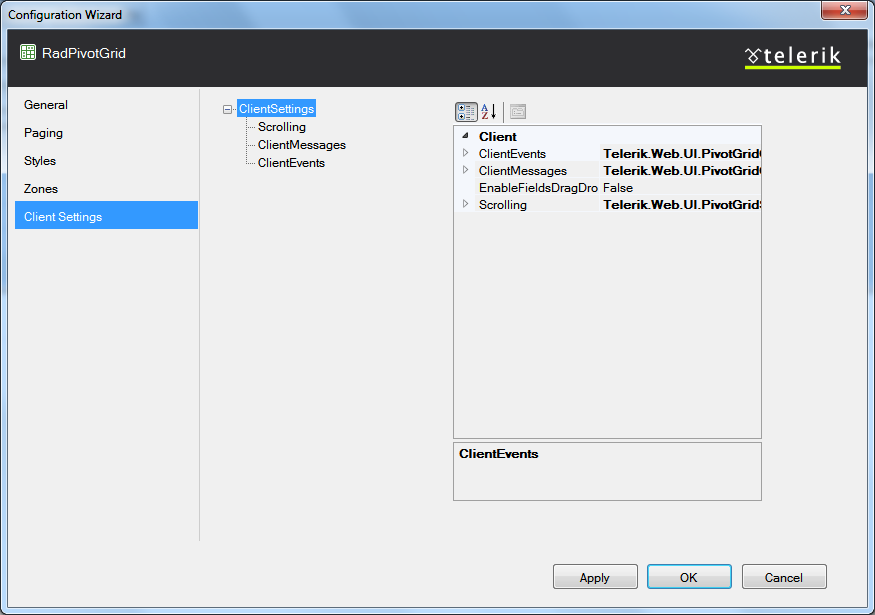 Configuration Wizard
RadPivotGrid
telerik
General
Paging
Styles
Zones
Client Settings
ClientSettings
Scrolling
ClientMessages
ClientEvents
A
Z
Client
ClientEvents Telerik.Web.UI.PivotGrid
ClientMessages Telerik.Web.UI.PivotGrid
EnableFieldsDragDro False
Scrolling Telerik.Web.UI.PivotGrid
ClientEvents
Apply OK Cancel